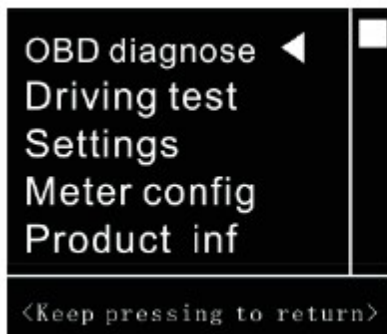 OBD diagnose
Driving test
Settings
Meter config
Product inf
<Keep pressing to return>